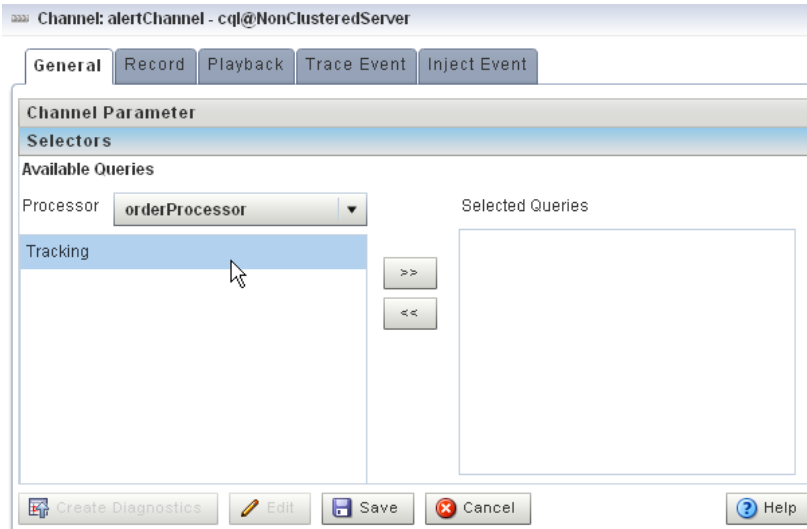 Channel: alertChannel - cql@NonClusteredServer
General Record Playback Trace Event Inject Event
Channel Parameter
Selectors
Available Queries
Processor orderProcessor Selected Queries
Tracking
>>
<<
Create Diagnostics Edit Save Cancel Help